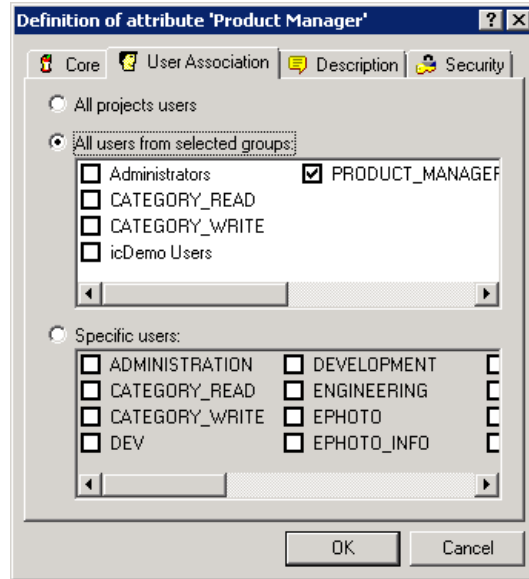 Definition of attribute 'Product Manager'
Core User Association Description Security
All projects users
All users from selected groups:
Administrators PRODUCT_MANAGER
CATEGORY_READ
CATEGORY_WRITE
icDemo Users
Specific users:
ADMINISTRATION DEVELOPMENT
CATEGORY_READ ENGINEERING
CATEGORY_WRITE EPHOTO
DEV EPHOTO_INFO
OK Cancel